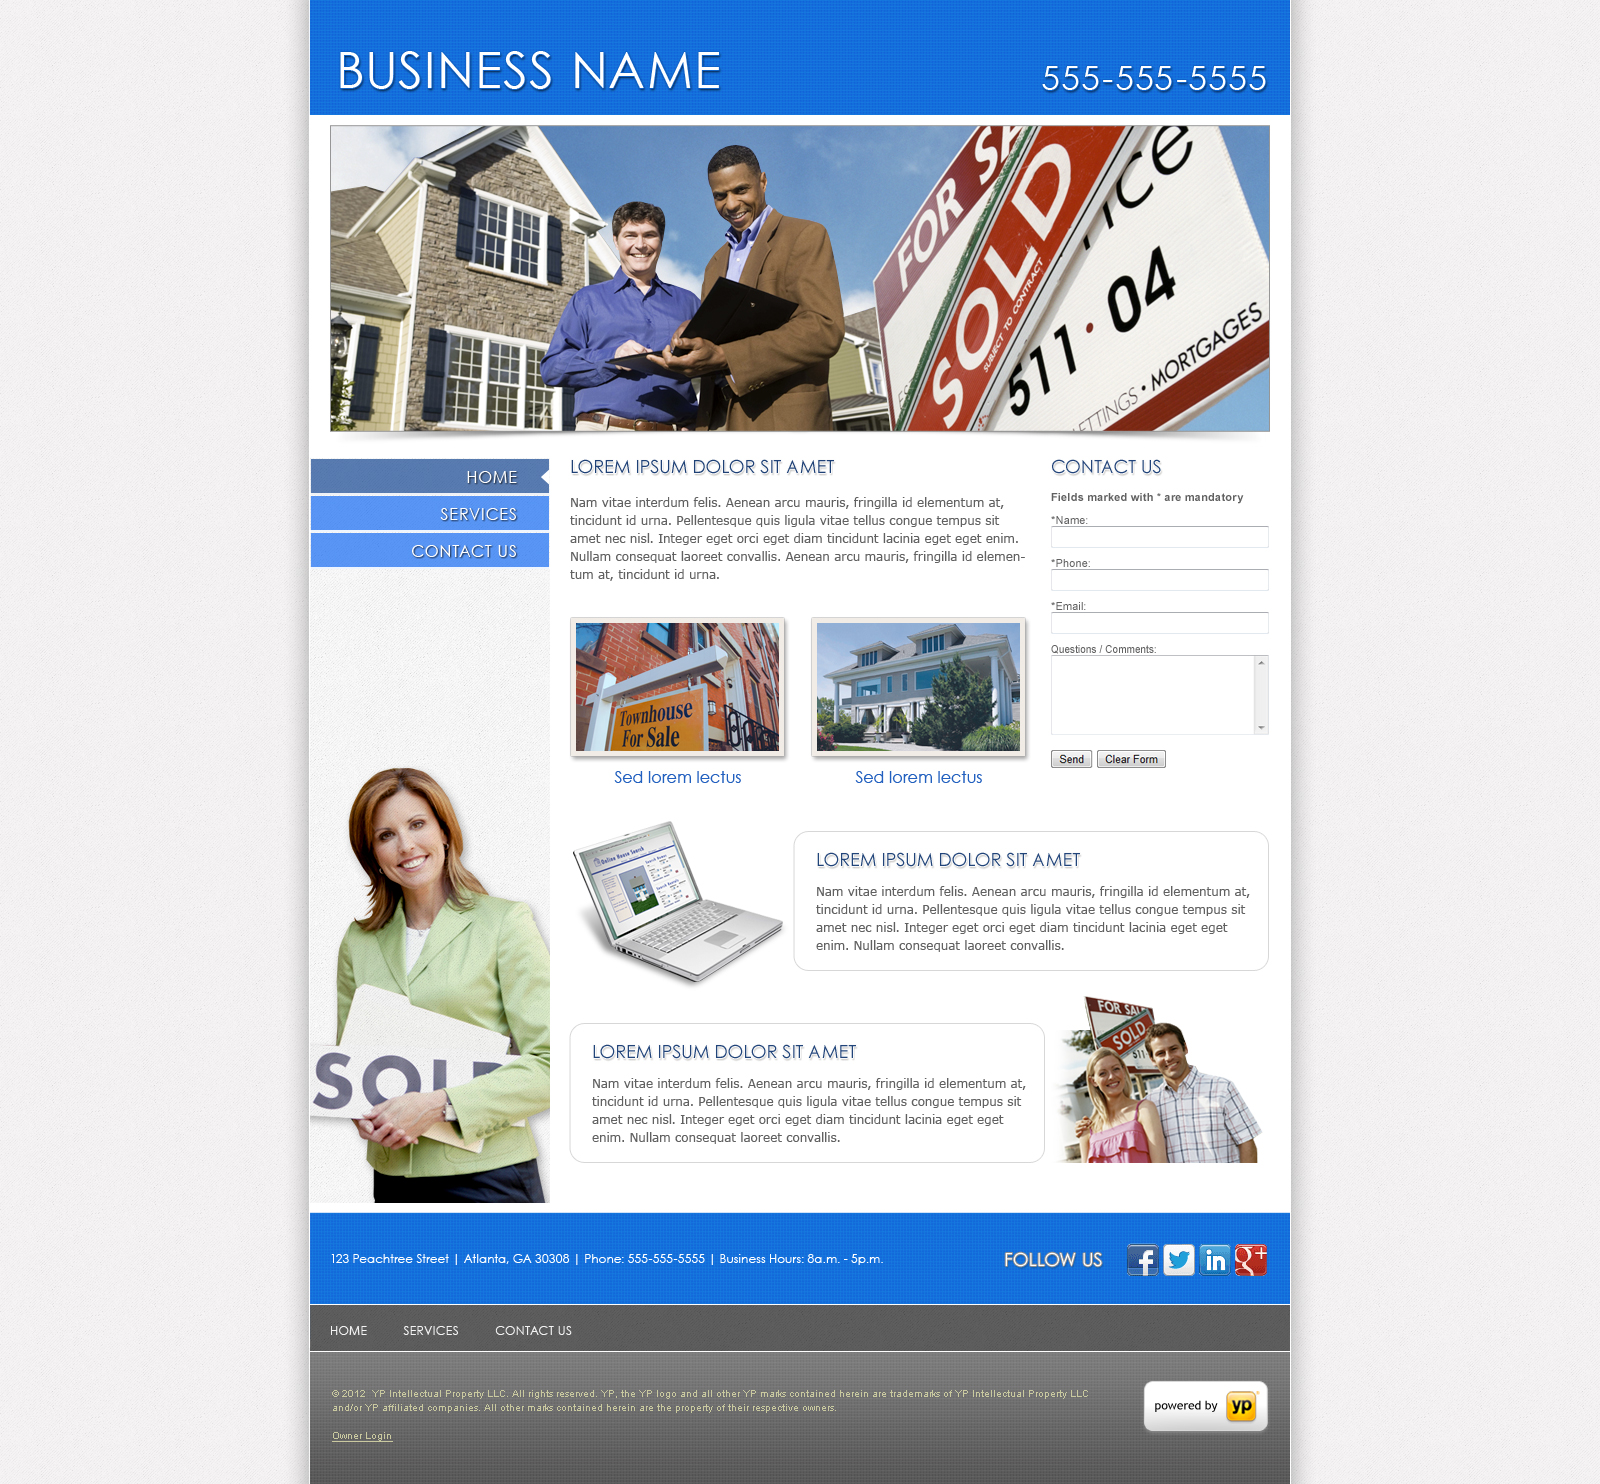 BUSINESS NAME
555-555-5555
FOR SA
SOLD
SUBJECT TO CONTRACT
ice
511·04
LETTINGS • MORTGAGES
HOME
SERVICES
CONTACT US
LOREM IPSUM DOLOR SIT AMET
Nam vitae interdum felis. Aenean arcu mauris, fringilla id elementum at,
tincidunt id urna. Pellentesque quis ligula vitae tellus congue tempus sit
amet nec nisl. Integer eget orci eget diam tincidunt lacinia eget eget enim.
Nullam consequat laoreet convallis. Aenean arcu mauris, fringilla id elemen-
tum at, tincidunt id urna.
Townhouse
For Sale
Sed lorem lectus
Sed lorem lectus
CONTACT US
Fields marked with * are mandatory
*Name:
*Phone:
*Email:
Questions / Comments:
Send
Clear Form
SOLD
Online House Search
LOREM IPSUM DOLOR SIT AMET
Nam vitae interdum felis. Aenean arcu mauris, fringilla id elementum at,
tincidunt id urna. Pellentesque quis ligula vitae tellus congue tempus sit
amet nec nisl. Integer eget orci eget diam tincidunt lacinia eget eget
enim. Nullam consequat laoreet convallis.
LOREM IPSUM DOLOR SIT AMET
Nam vitae interdum felis. Aenean arcu mauris, fringilla id elementum at,
tincidunt id urna. Pellentesque quis ligula vitae tellus congue tempus sit
amet nec nisl. Integer eget orci eget diam tincidunt lacinia eget eget
enim. Nullam consequat laoreet convallis.
FOR SALE
SOLD
511
123 Peachtree Street | Atlanta, GA 30308 | Phone: 555-555-5555 | Business Hours: 8a.m. - 5p.m.
FOLLOW US
HOME
SERVICES
CONTACT US
© 2012 YP Intellectual Property LLC. All rights reserved. YP, the YP logo and all other YP marks contained herein are trademarks of YP Intellectual Property LLC
and/or YP affiliated companies. All other marks contained herein are the property of their respective owners.
Owner Login
powered by yp